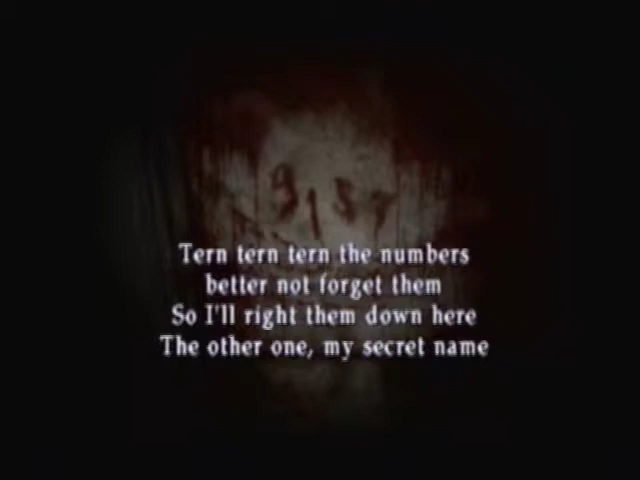 Tern tern tern the numbers
better not forget them
So I'll right them down here
The other one, my secret name